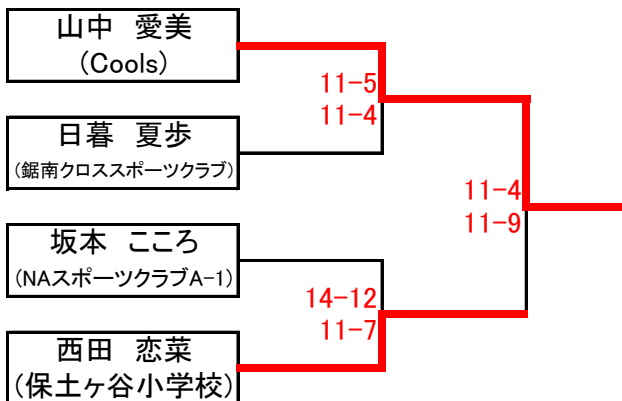 山中　愛美
(Cools)
11-5
11-4
日暮　夏歩
(鋸南クロススポーツクラブ)
11-4
11-9
坂本　こころ
(NAスポーツクラブA-1)
14-12
11-7
西田　恋菜
(保土ヶ谷小学校)